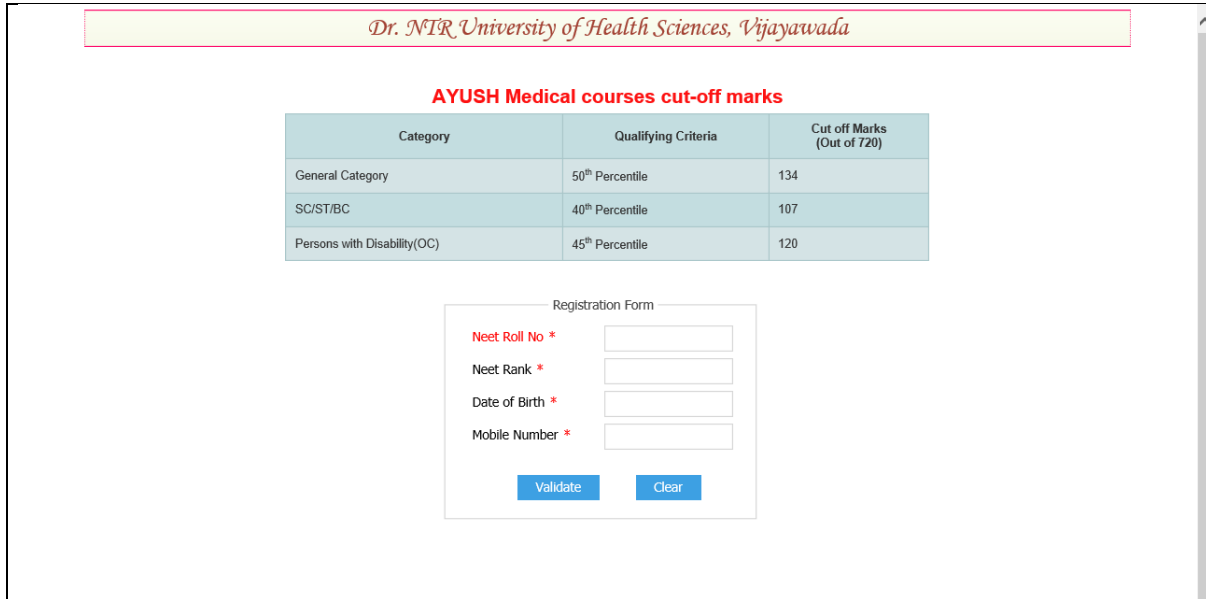 Dr. NTR University of Health Sciences, Vijayawada
AYUSH Medical courses cut-off marks
Category Qualifying Criteria Cut off Marks
(Out of 720)
General Category 50th Percentile 134
SC/ST/BC 40th Percentile 107
Persons with Disability(OC) 45th Percentile 120
Registration Form
Neet Roll No *
Neet Rank *
Date of Birth *
Mobile Number *
Validate Clear